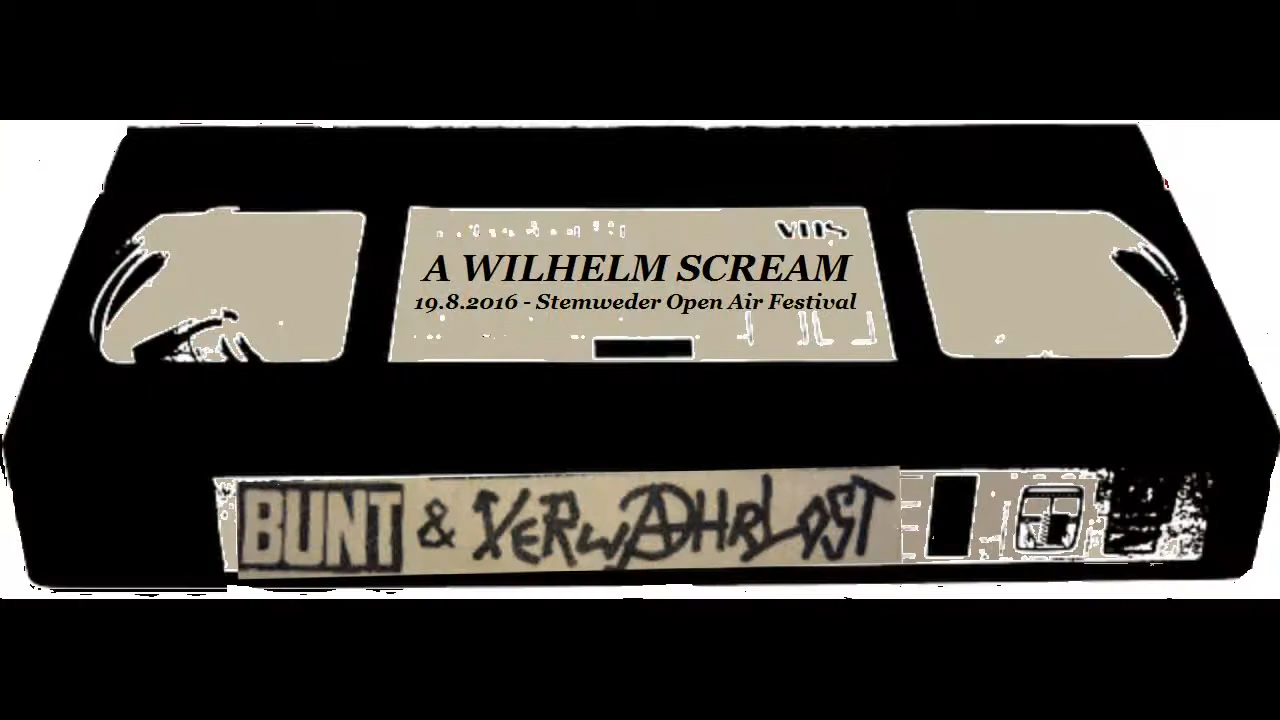 VHS
A WILHELM SCREAM
19.8.2016 - Stemweder Open Air Festival
BUNT & VERWAHRLOST